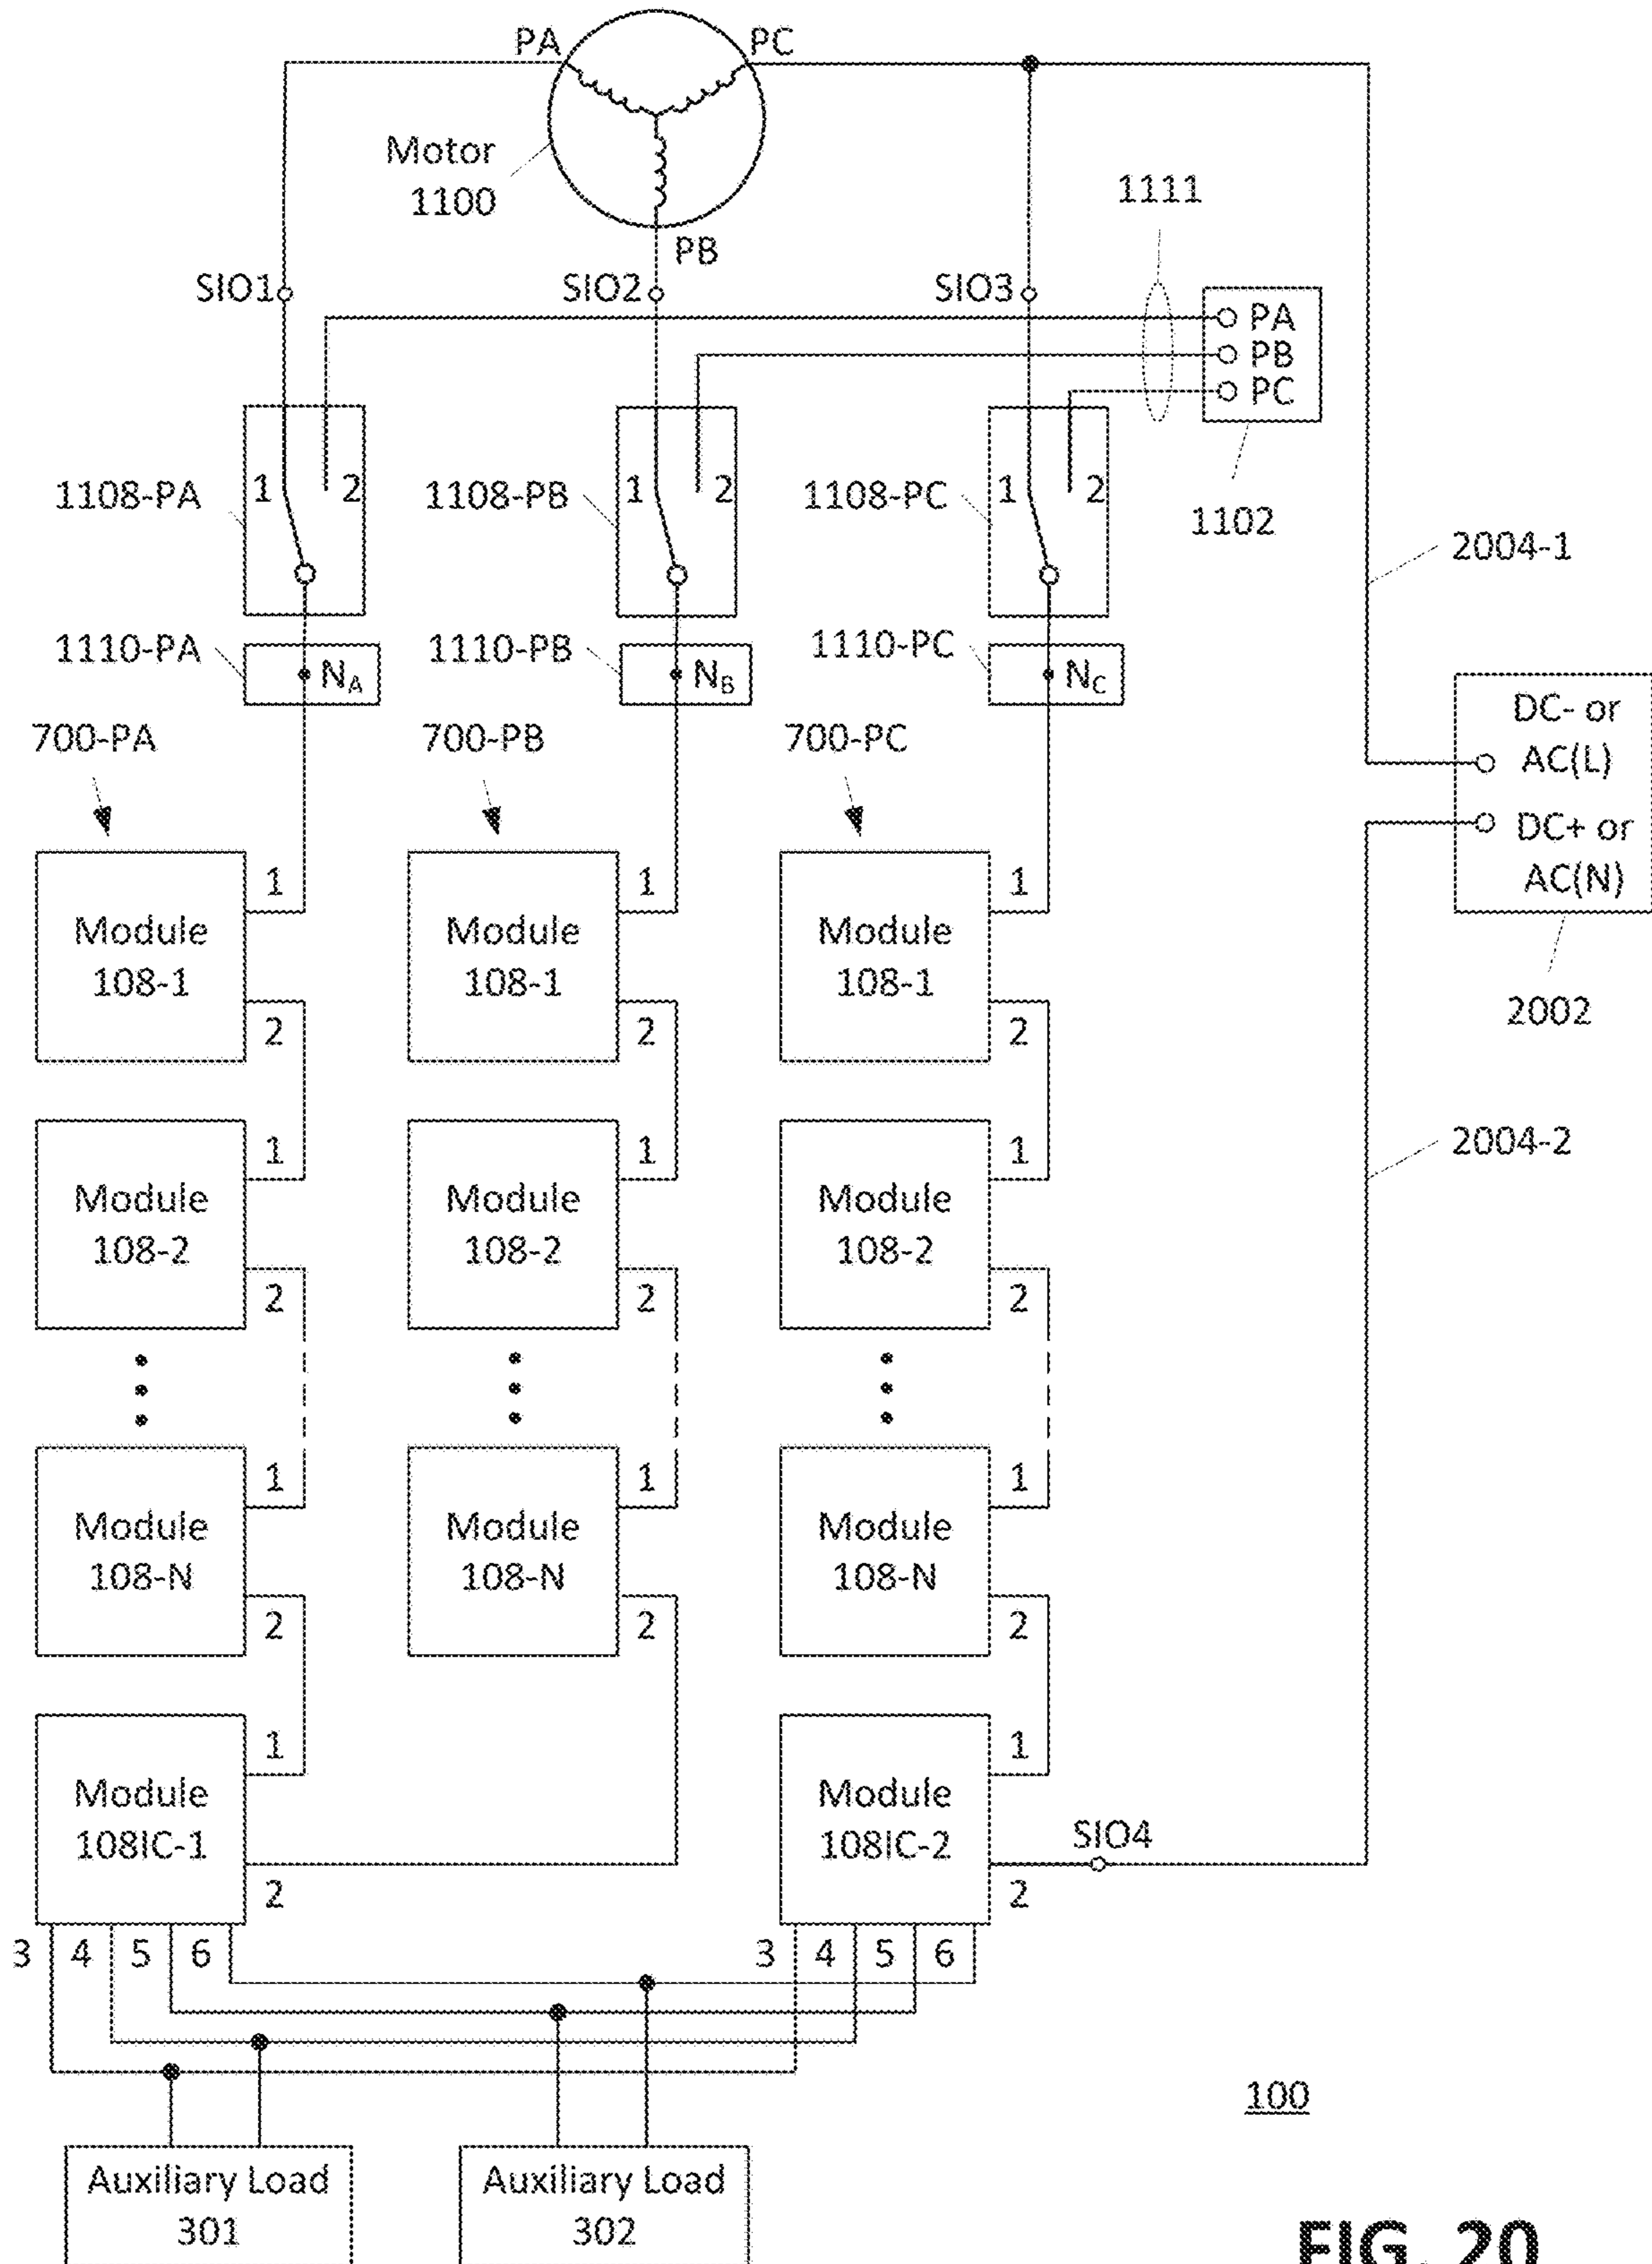 PA
PC
Motor
1100
PB
1111
SIO1
SIO2
SIO3
PA
PB
PC
1108-PA
1 2
1108-PB
1 2
1108-PC
1 2
1102
2004-1
1110-PA
NA
1110-PB
NB
1110-PC
NC
700-PA
700-PB
700-PC
DC- or
AC(L)
DC+ or
AC(N)
2002
Module
108-1
1
2
Module
108-1
1
2
Module
108-1
1
2
2004-2
Module
108-2
1
2
Module
108-2
1
2
Module
108-2
1
2
Module
108-N
1
2
Module
108-N
1
2
Module
108-N
1
2
Module
108IC-1
1
2
Module
108IC-2
1
2
SIO4
3 4 5 6
3 4 5 6
100
Auxiliary Load
301
Auxiliary Load
302
FIG. 20